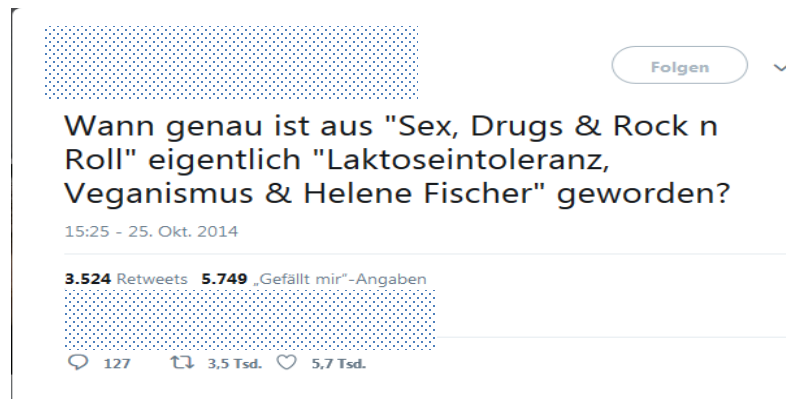 Folgen
Wann genau ist aus "Sex, Drugs & Rock n
Roll" eigentlich "Laktoseintoleranz,
Veganismus & Helene Fischer" geworden?
15:25 - 25. Okt. 2014
3.524 Retweets 5.749 „Gefällt mir“-Angaben
127 3,5 Tsd. 5,7 Tsd.